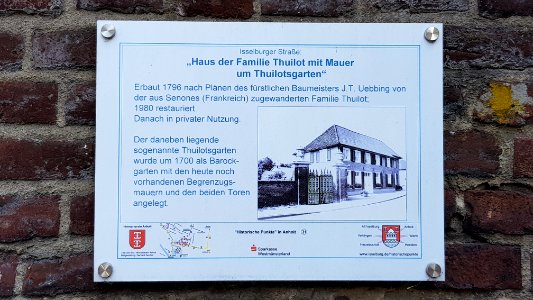 Isselburger Straße:
„Haus der Familie Thuilot mit Mauer
um Thuilotsgarten“
Erbaut 1796 nach Plänen des fürstlichen Baumeisters J.T. Uebbing von
der aus Senones (Frankreich) zugewanderten Familie Thuilot;
1980 restauriert
Danach in privater Nutzung.
Der daneben liegende
sogenannte Thuilotsgarten
wurde um 1700 als Barock-
garten mit den heute noch
vorhandenen Begrenzugs-
mauern und den beiden Toren
angelegt.
"Historische Punkte" in Anholt
Sparkasse
Westmünsterland
www.isselburg.de/historischepunkte